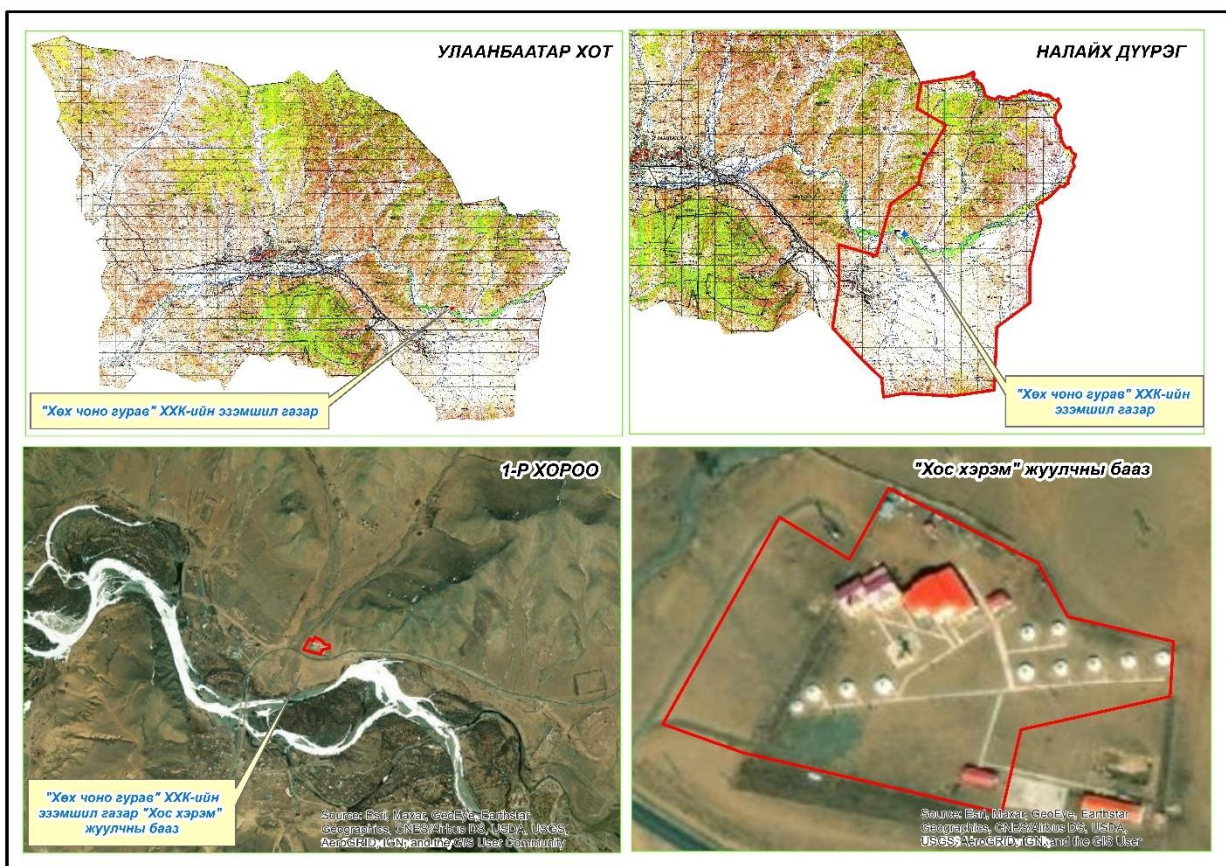 УЛААНБААТАР ХОТ
"Хөх чоно гурав" ХХК-ийн
эзэмшил газар
НАЛАЙХ ДҮҮРЭГ
"Хөх чоно гурав" ХХК-ийн
эзэмшил газар
1-Р ХОРОО
"Хөх чоно гурав" ХХК-ийн
эзэмшил газар "Хос хэрэм"
жуулчны бааз
Source: Esri, Maxar, GeoEye, Earthstar
Geographics, CNES/Airbus DS, USDA, USGS,
AeroGRID, IGN, and the GIS User Community
"Хос хэрэм" жуулчны бааз
Source: Esri, Maxar, GeoEye, Earthstar
Geographics, CNES/Airbus DS, USDA,
USGS, AeroGRID, IGN, and the GIS User